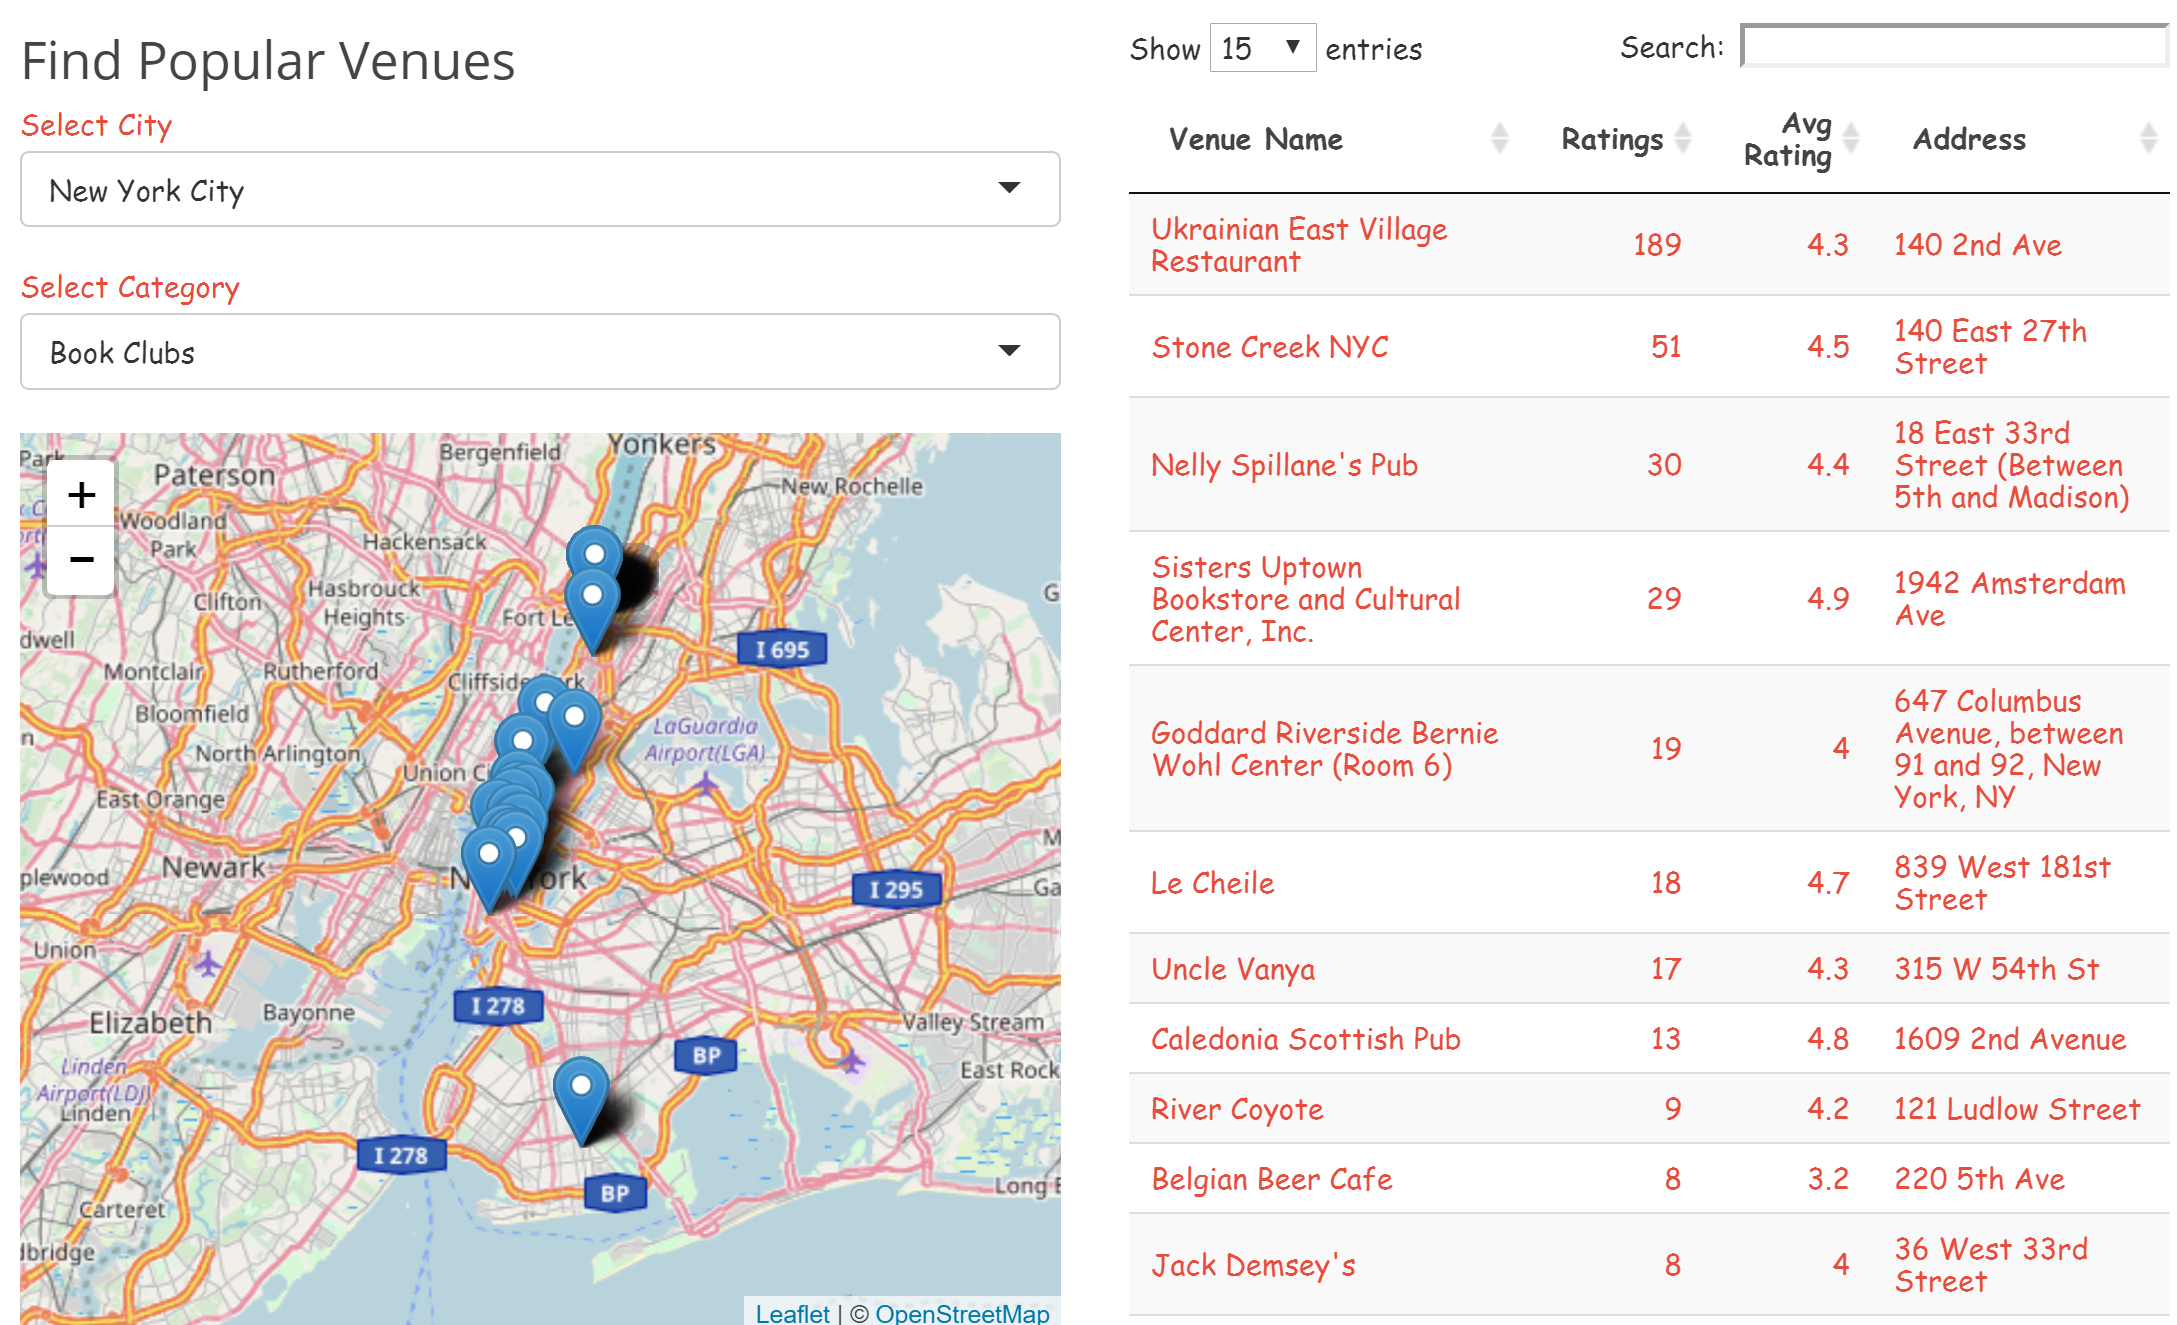 Find Popular Venues
Select City
New York City
Select Category
Book Clubs
+
−
Paterson
Bergenfield
Yonkers
New Rochelle
Woodland
Park
Hackensack
Hasbrouck
Heights
Clifton
Fort Le
dwell
I 695
Montclair
Rutherford
Cliffside
rk
Bloomfield
LaGuardia
Airport(LGA)
North Arlington
Union Ci
East Orange
Newark
plewood
N
ork
I 295
Ga
Union
I 278
Elizabeth
Bayonne
Valley Stream
BP
East Rock
Linden
Airport(LDJ)
Linden
I 278
BP
Long
Carteret
dbridge
Leaflet | © OpenStreetMap
Show 15 entries
Search:
Venue Name Ratings Avg Rating Address
Ukrainian East Village
Restaurant
189 4.3 140 2nd Ave
Stone Creek NYC 51 4.5 140 East 27th
Street
Nelly Spillane's Pub 30 4.4 18 East 33rd
Street (Between
5th and Madison)
Sisters Uptown
Bookstore and Cultural
Center, Inc.
29 4.9 1942 Amsterdam
Ave
Goddard Riverside Bernie
Wohl Center (Room 6)
19 4 647 Columbus
Avenue, between
91 and 92, New
York, NY
Le Cheile 18 4.7 839 West 181st
Street
Uncle Vanya 17 4.3 315 W 54th St
Caledonia Scottish Pub 13 4.8 1609 2nd Avenue
River Coyote 9 4.2 121 Ludlow Street
Belgian Beer Cafe 8 3.2 220 5th Ave
Jack Demsey's 8 4 36 West 33rd
Street